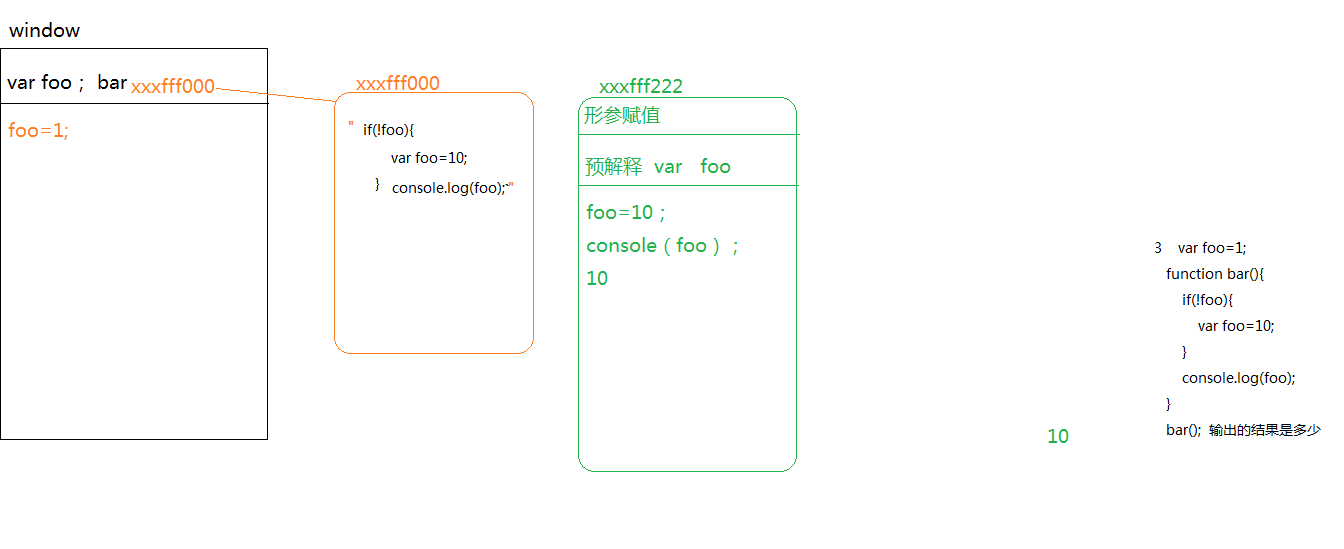 window
var foo； bar xxxfff000
foo=1;
xxxfff000
" if(!foo){
var foo=10;
} console.log(foo);`"
xxxfff222
形参赋值
预解释 var foo
foo=10；
console（foo）；
10
10
3 var foo=1;
function bar(){
if(!foo){
var foo=10;
}
console.log(foo);
}
bar(); 输出的结果是多少